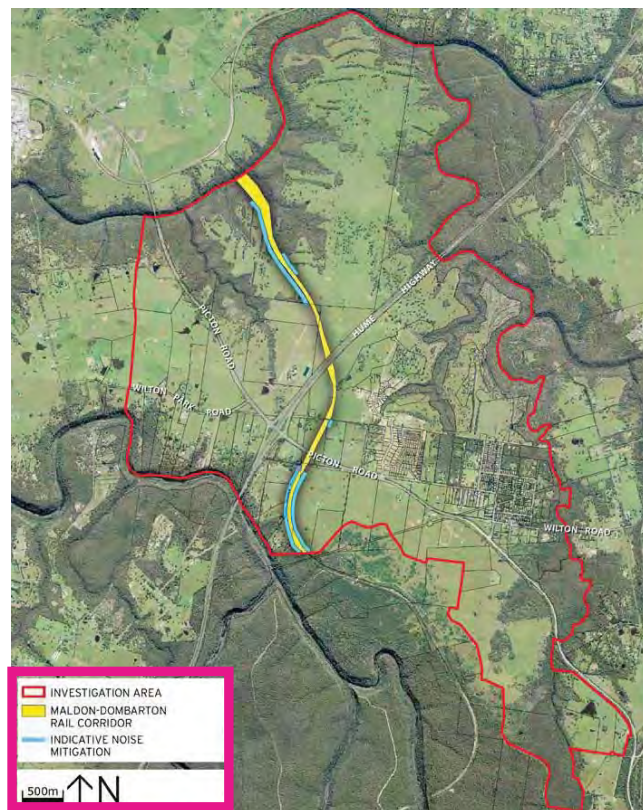 HUME HIGHWAY
PICTON ROAD
WILTON PARK ROAD
PICTON ROAD
WILTON ROAD
INVESTIGATION AREA
MALDON-DOMBARTON
RAIL CORRIDOR
INDICATIVE NOISE
MITIGATION
500m
N